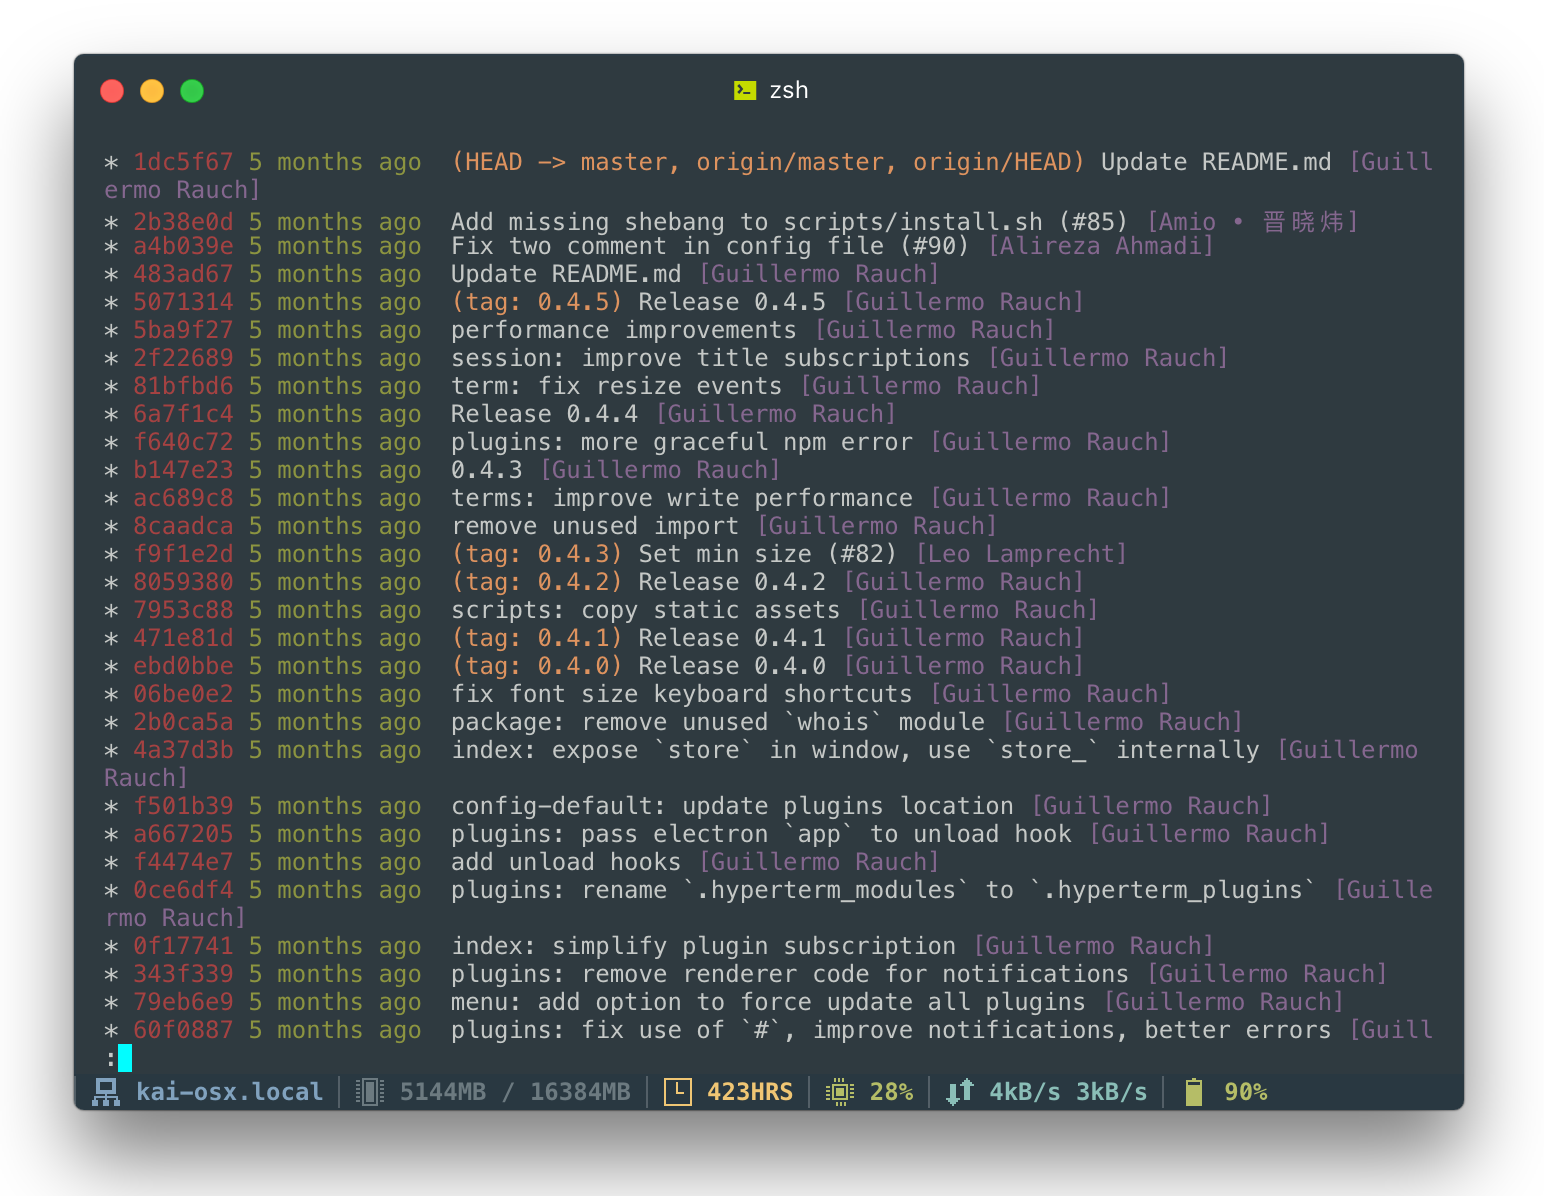 zsh
* 1dc5f67 5 months ago  (HEAD -> master, origin/master, origin/HEAD) Update README.md [Guill
ermo Rauch]
* 2b38e0d 5 months ago  Add missing shebang to scripts/install.sh (#85) [Amio • 晋晓炜]
* a4b039e 5 months ago  Fix two comment in config file (#90) [Alireza Ahmadi]
* 483ad67 5 months ago  Update README.md [Guillermo Rauch]
* 5071314 5 months ago  (tag: 0.4.5) Release 0.4.5 [Guillermo Rauch]
* 5ba9f27 5 months ago  performance improvements [Guillermo Rauch]
* 2f22689 5 months ago  session: improve title subscriptions [Guillermo Rauch]
* 81bfbd6 5 months ago  term: fix resize events [Guillermo Rauch]
* 6a7f1c4 5 months ago  Release 0.4.4 [Guillermo Rauch]
* f640c72 5 months ago  plugins: more graceful npm error [Guillermo Rauch]
* b147e23 5 months ago  0.4.3 [Guillermo Rauch]
* ac689c8 5 months ago  terms: improve write performance [Guillermo Rauch]
* 8caadca 5 months ago  remove unused import [Guillermo Rauch]
* f9f1e2d 5 months ago  (tag: 0.4.3) Set min size (#82) [Leo Lamprecht]
* 8059380 5 months ago  (tag: 0.4.2) Release 0.4.2 [Guillermo Rauch]
* 7953c88 5 months ago  scripts: copy static assets [Guillermo Rauch]
* 471e81d 5 months ago  (tag: 0.4.1) Release 0.4.1 [Guillermo Rauch]
* ebd0bbe 5 months ago  (tag: 0.4.0) Release 0.4.0 [Guillermo Rauch]
* 06be0e2 5 months ago  fix font size keyboard shortcuts [Guillermo Rauch]
* 2b0ca5a 5 months ago  package: remove unused `whois` module [Guillermo Rauch]
* 4a37d3b 5 months ago  index: expose `store` in window, use `store_` internally [Guillermo
Rauch]
* f501b39 5 months ago  config-default: update plugins location [Guillermo Rauch]
* a667205 5 months ago  plugins: pass electron `app` to unload hook [Guillermo Rauch]
* f4474e7 5 months ago  add unload hooks [Guillermo Rauch]
* 0ce6df4 5 months ago  plugins: rename `.hyperterm_modules` to `.hyperterm_plugins` [Guille
rmo Rauch]
* 0f17741 5 months ago  index: simplify plugin subscription [Guillermo Rauch]
* 343f339 5 months ago  plugins: remove renderer code for notifications [Guillermo Rauch]
* 79eb6e9 5 months ago  menu: add option to force update all plugins [Guillermo Rauch]
* 60f0887 5 months ago  plugins: fix use of `#`, improve notifications, better errors [Guill
:
kai-osx.local 5144MB / 16384MB 423HRS 28% 4kB/s 3kB/s 90%